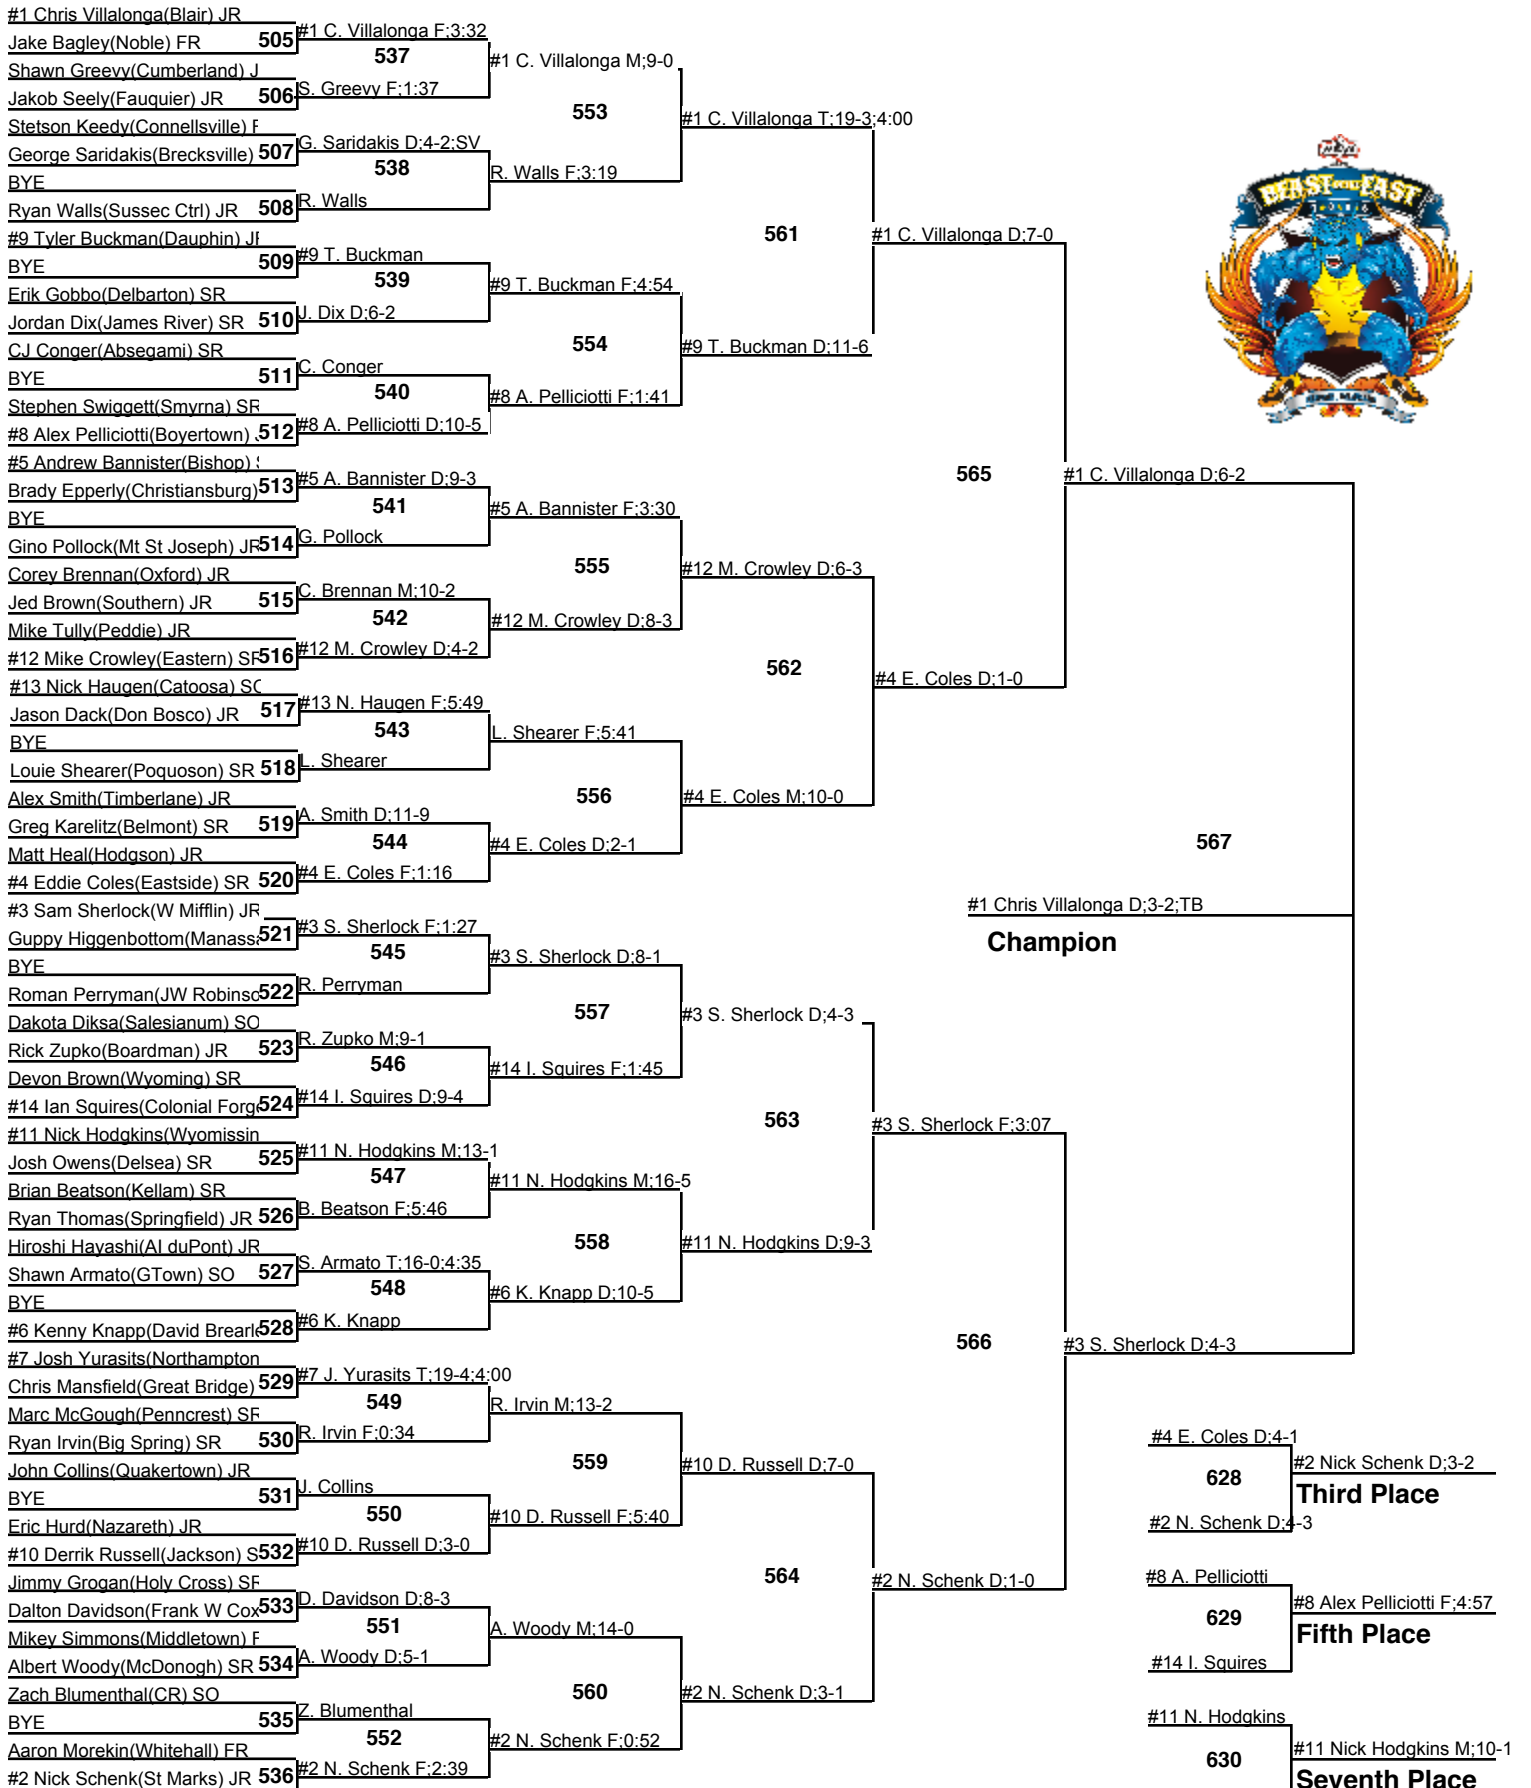 #1 Chris Villalonga(Blair) JR
Jake Bagley(Noble) FR
505
Shawn Greevy(Cumberland) J
Jakob Seely(Fauquier) JR
506
Stetson Keedy(Connellsville) F
George Saridakis(Brecksville)
507
BYE
Ryan Walls(Sussec Ctrl) JR
508
#9 Tyler Buckman(Dauphin) JR
BYE
509
Erik Gobbo(Delbarton) SR
Jordan Dix(James River) SR
510
CJ Conger(Absegami) SR
BYE
511
Stephen Swiggett(Smyrna) SR
#8 Alex Pelliciotti(Boyertown)
512
#5 Andrew Bannister(Bishop)
Brady Epperly(Christiansburg)
513
BYE
Gino Pollock(Mt St Joseph) JR
514
Corey Brennan(Oxford) JR
Jed Brown(Southern) JR
515
Mike Tully(Peddie) JR
#12 Mike Crowley(Eastern) SR
516
#13 Nick Haugen(Catoosa) SO
Jason Dack(Don Bosco) JR
517
BYE
Louie Shearer(Poquoson) SR
518
Alex Smith(Timberlane) JR
Greg Karelitz(Belmont) SR
519
Matt Heal(Hodgson) JR
#4 Eddie Coles(Eastside) SR
520
#3 Sam Sherlock(W Mifflin) JR
Guppy Higgenbottom(Manassa
521
BYE
Roman Perryman(JW Robinso
522
Dakota Diksa(Salesianum) SO
Rick Zupko(Boardman) JR
523
Devon Brown(Wyoming) SR
#14 Ian Squires(Colonial Forge
524
#11 Nick Hodgkins(Wyomissin
Josh Owens(Delsea) SR
525
Brian Beatson(Kellam) SR
Ryan Thomas(Springfield) JR
526
Hiroshi Hayashi(AI duPont) JR
Shawn Armato(GTown) SO
527
BYE
#6 Kenny Knapp(David Brearle
528
#7 Josh Yurasits(Northampton
Chris Mansfield(Great Bridge)
529
Marc McGough(Penncrest) SR
Ryan Irvin(Big Spring) SR
530
John Collins(Quakertown) JR
BYE
531
Eric Hurd(Nazareth) JR
#10 Derrik Russell(Jackson) S
532
Jimmy Grogan(Holy Cross) SR
Dalton Davidson(Frank W Cox
533
Mikey Simmons(Middletown) F
Albert Woody(McDonogh) SR
534
Zach Blumenthal(CR) SO
BYE
535
Aaron Morekin(Whitehall) FR
#2 Nick Schenk(St Marks) JR
536
#1 C. Villalonga F;3:32
537
S. Greevy F;1:37
G. Saridakis D;4-2;SV
538
R. Walls
#9 T. Buckman
539
J. Dix D;6-2
C. Conger
540
#8 A. Pelliciotti D;10-5
#5 A. Bannister D;9-3
541
G. Pollock
C. Brennan M;10-2
542
#12 M. Crowley D;4-2
#13 N. Haugen F;5:49
543
L. Shearer
A. Smith D;11-9
544
#4 E. Coles F;1:16
#3 S. Sherlock F;1:27
545
R. Perryman
R. Zupko M;9-1
546
#14 I. Squires D;9-4
#11 N. Hodgkins M;13-1
547
B. Beatson F;5:46
S. Armato T;16-0;4:35
548
#6 K. Knapp
#7 J. Yurasits T;19-4;4:00
549
R. Irvin F;0:34
J. Collins
550
#10 D. Russell D;3-0
D. Davidson D;8-3
551
A. Woody D;5-1
Z. Blumenthal
552
#2 N. Schenk F;2:39
#1 C. Villalonga M;9-0
553
R. Walls F;3:19
#9 T. Buckman F;4:54
554
#8 A. Pelliciotti F;1:41
#5 A. Bannister F;3:30
555
#12 M. Crowley D;8-3
L. Shearer F;5:41
556
#4 E. Coles D;2-1
#3 S. Sherlock D;8-1
557
#14 I. Squires F;1:45
#11 N. Hodgkins M;16-5
558
#6 K. Knapp D;10-5
R. Irvin M;13-2
559
#10 D. Russell F;5:40
A. Woody M;14-0
560
#2 N. Schenk F;0:52
#1 C. Villalonga T;19-3;4:00
561
#9 T. Buckman D;11-6
#12 M. Crowley D;6-3
562
#4 E. Coles M;10-0
#3 S. Sherlock D;4-3
563
#11 N. Hodgkins D;9-3
#10 D. Russell D;7-0
564
#2 N. Schenk D;3-1
#1 C. Villalonga D;7-0
565
#4 E. Coles D;1-0
#3 S. Sherlock F;3:07
566
#2 N. Schenk D;1-0
#1 C. Villalonga D;6-2
567
#3 S. Sherlock D;4-3
#1 Chris Villalonga D;3-2;TB
Champion
BEAST OF THE EAST
#4 E. Coles D;4-1
628
#2 N. Schenk D;4-3
#2 Nick Schenk D;3-2
Third Place
#8 A. Pelliciotti
629
#14 I. Squires
#8 Alex Pelliciotti F;4:57
Fifth Place
#11 N. Hodgkins
630
#11 Nick Hodgkins M;10-1
Seventh Place